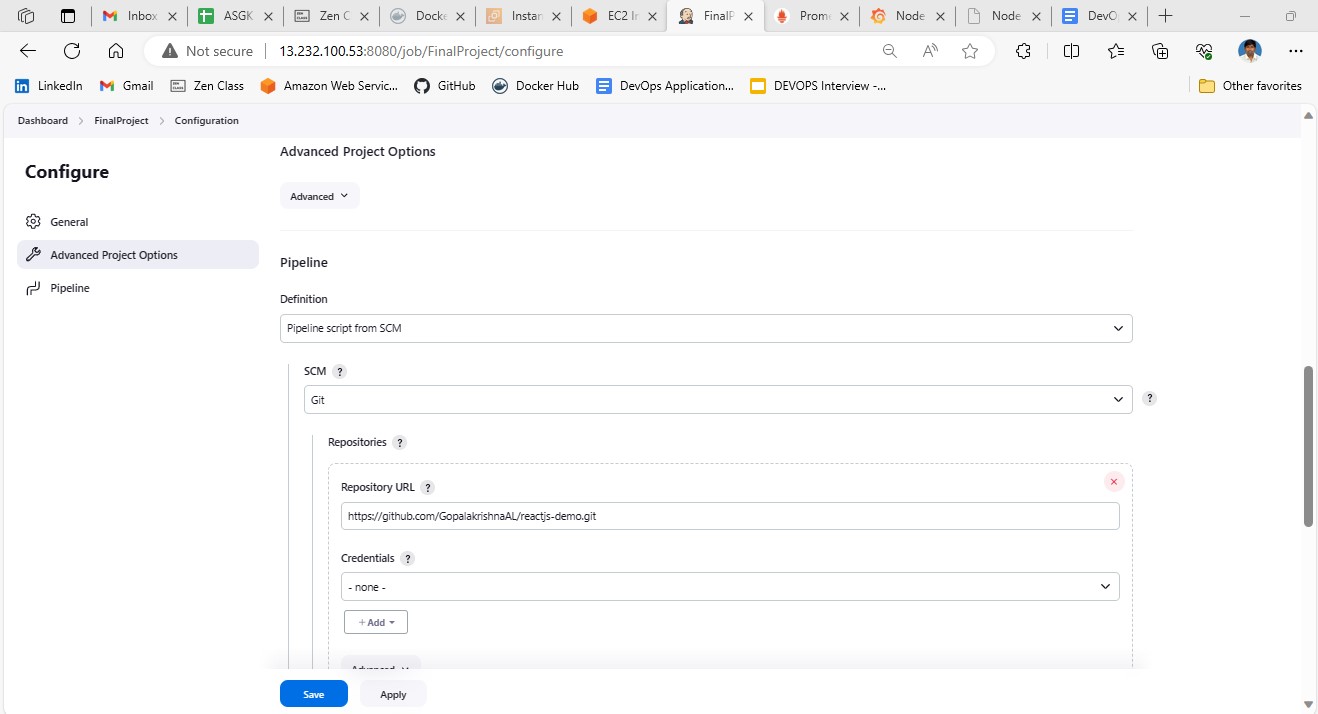 Inbox
ASGK
Zen C
Docke
Instan
EC2 In
FinalP
Prome
Node
Node
DevO
Not secure
13.232.100.53:8080/job/FinalProject/configure
LinkedIn
Gmail
Zen Class
Amazon Web Servic...
GitHub
Docker Hub
DevOps Application...
DEVOPS Interview -...
Other favorites
Dashboard > FinalProject > Configuration
Configure
General
Advanced Project Options
Pipeline
Advanced Project Options
Advanced
Pipeline
Definition
Pipeline script from SCM
SCM ?
Git
?
Repositories ?
Repository URL ?
https://github.com/GopalakrishnaAL/reactjs-demo.git
Credentials ?
- none -
+ Add
Advanced
Save
Apply